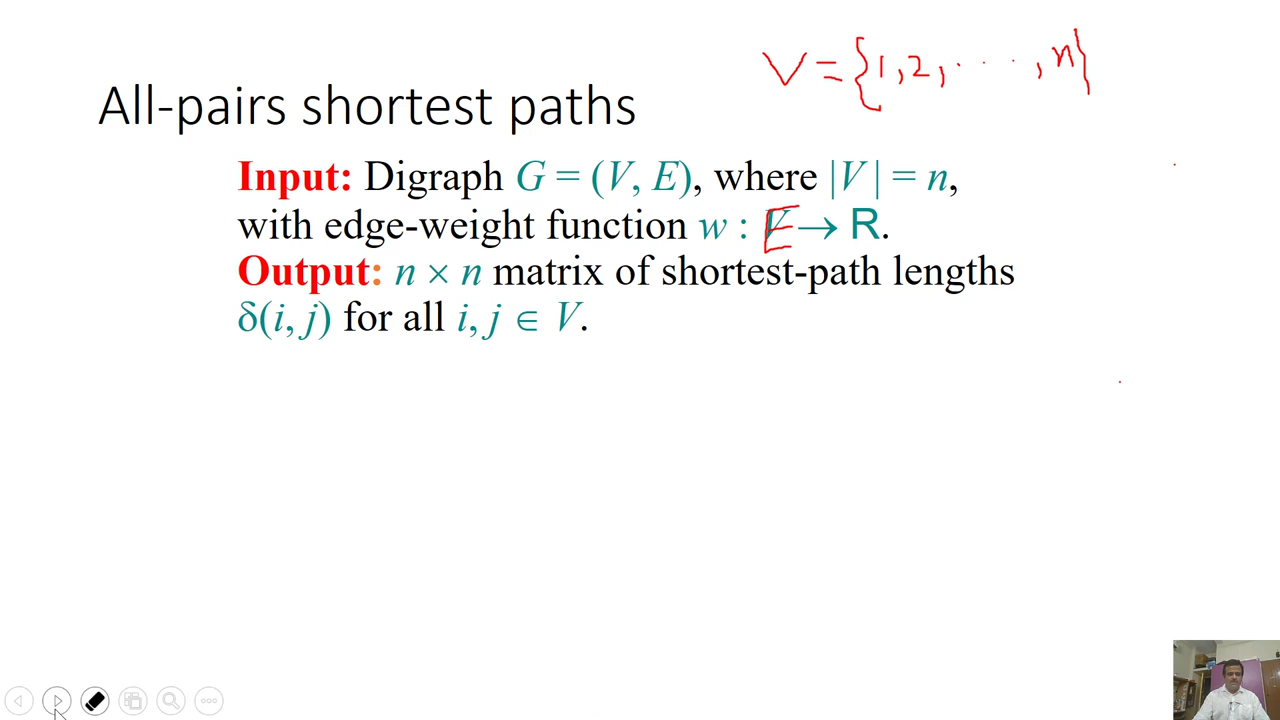 V = {1, 2, . . . . , n}
All-pairs shortest paths
Input: Digraph G = (V, E), where |V| = n,
with edge-weight function w : E → R.
Output: n × n matrix of shortest-path lengths
δ(i, j) for all i, j ∈ V.